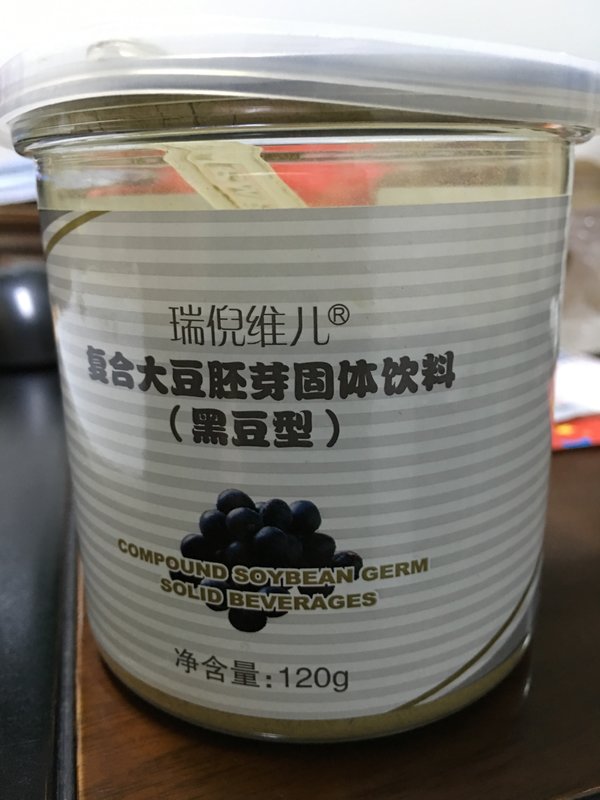 瑞倪维儿®
复合大豆胚芽固体饮料
（黑豆型）
COMPOUND SOYBEAN GERM
SOLID BEVERAGES
净含量:120g